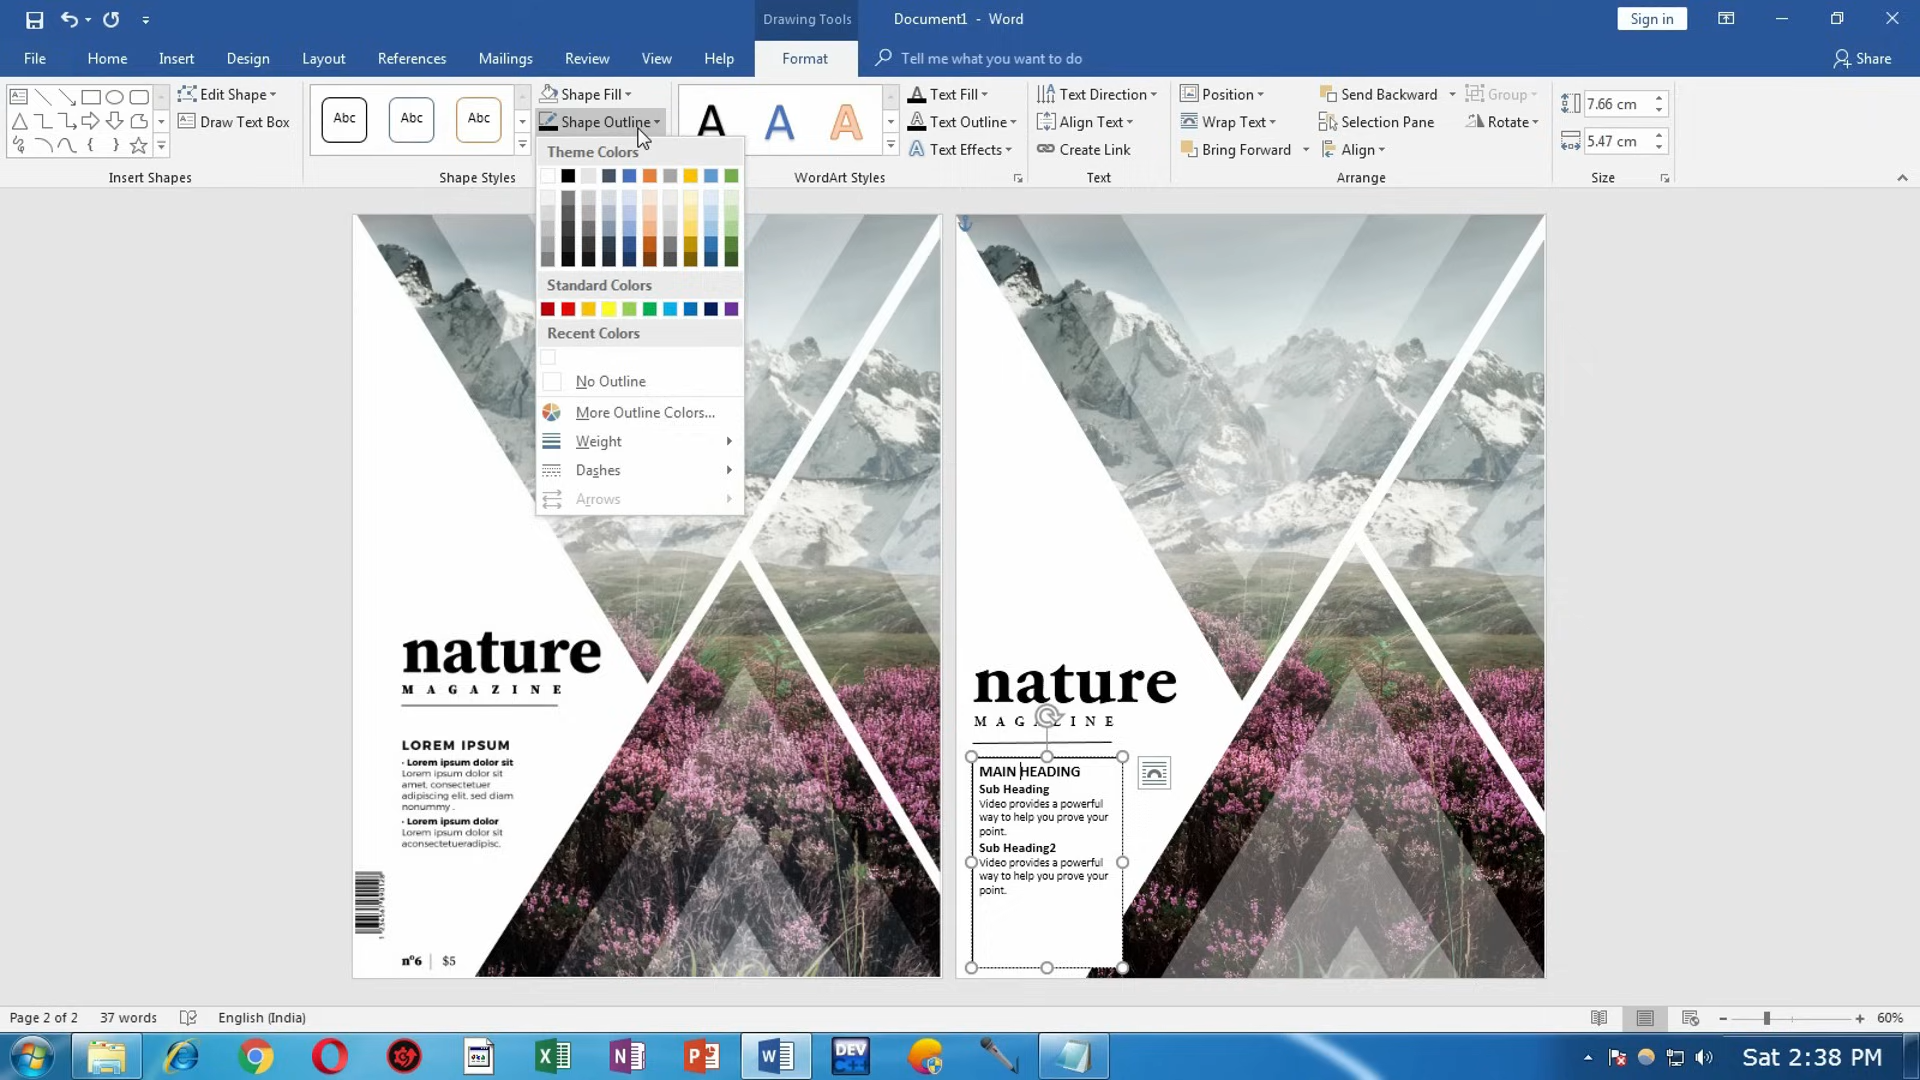 Drawing Tools
Document1 - Word
Sign in
File
Home
Insert
Design
Layout
References
Mailings
Review
View
Help
Format
Tell me what you want to do
Share
Edit Shape
Draw Text Box
Insert Shapes
Abc
Abc
Abc
Shape Styles
Shape Fill
Shape Outline
A
A
A
WordArt Styles
Text Fill
Text Outline
Text Effects
Text Direction
Align Text
Create Link
Text
Position
Wrap Text
Bring Forward
Send Backward
Selection Pane
Align
Group
Rotate
Arrange
7.66 cm
5.47 cm
Size
Theme Colors
Standard Colors
Recent Colors
No Outline
More Outline Colors...
Weight
Dashes
Arrows
nature
MAGAZINE
LOREM IPSUM
· Lorem ipsum dolor sit
Lorem ipsum dolor sit
amet, consectetuer
adipiscing elit, sed diam
nonummy .
· Lorem ipsum dolor
Lorem ipsum dolor sit
aconsectetueradipisc.
nº6 | $5
nature
MAGAZINE
MAIN HEADING
Sub Heading
Video provides a powerful
way to help you prove your
point.
Sub Heading2
Video provides a powerful
way to help you prove your
point.
Page 2 of 2
37 words
English (India)
60%
DEV
C++
Sat 2:38 PM